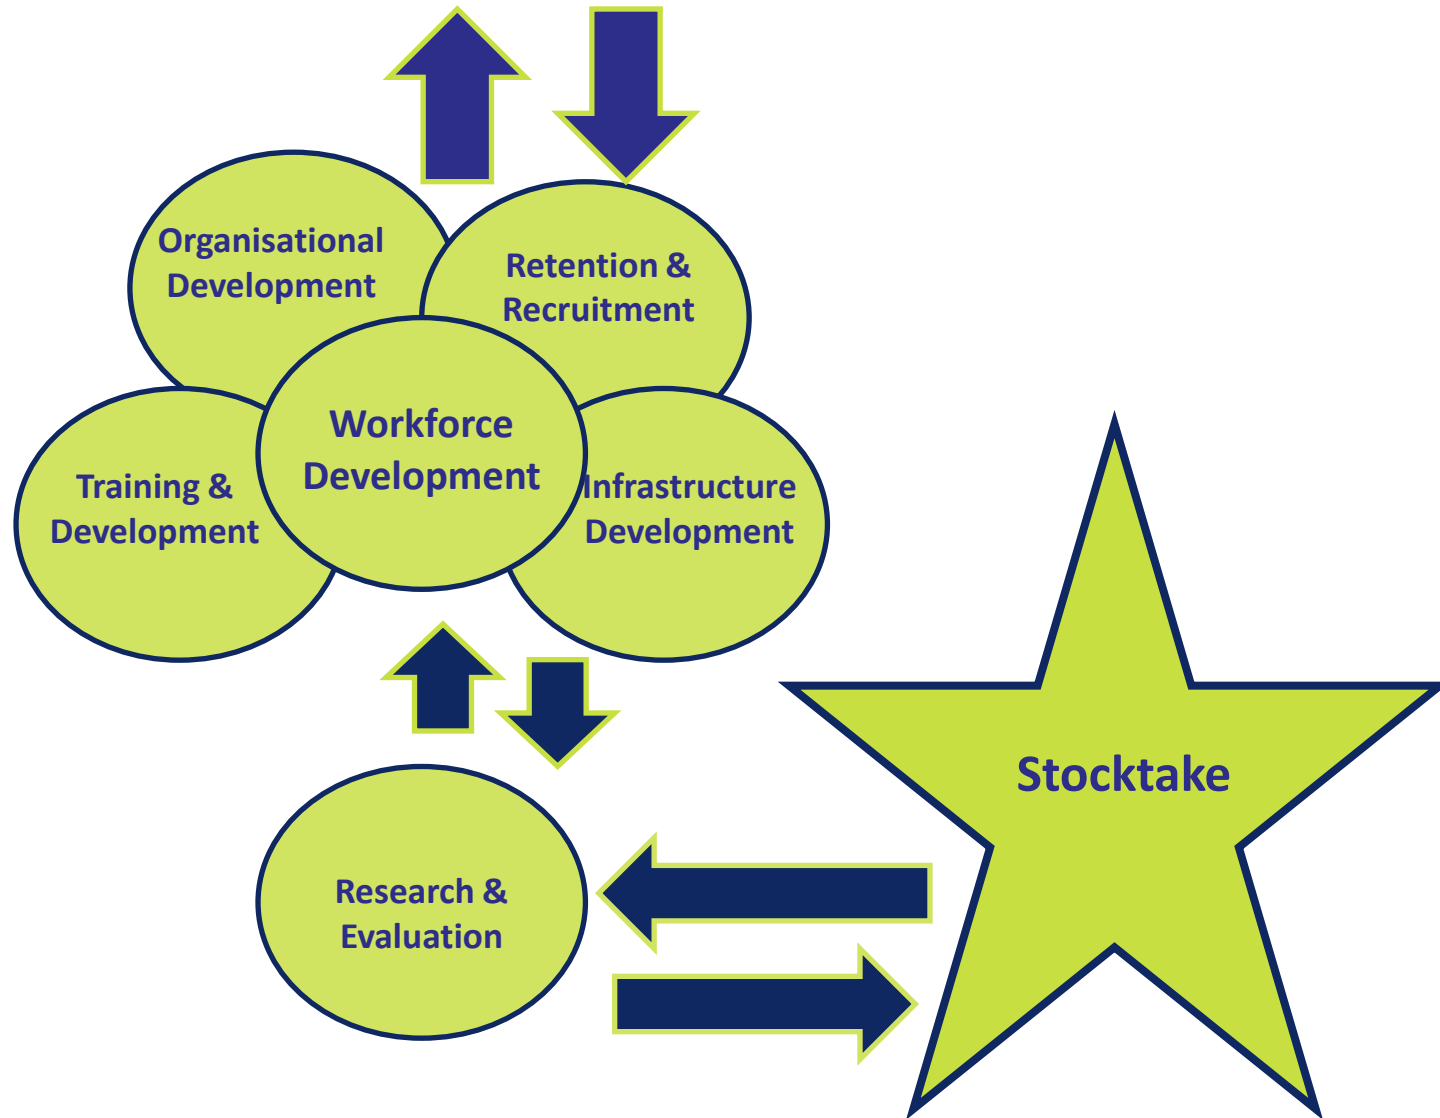 Organisational
Development
Retention &
Recruitment
Workforce
Development
Training &
Development
Infrastructure
Development
Stocktake
Research &
Evaluation